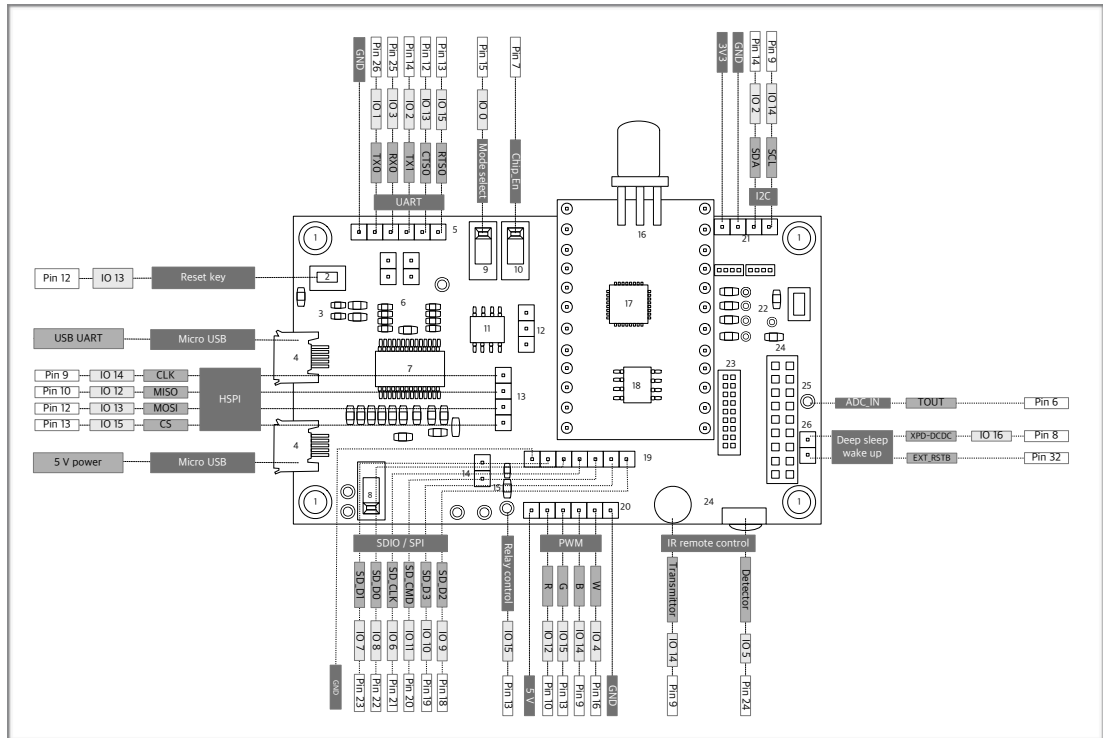 GND
Pin 26 IO 1 TX0
Pin 25 IO 3 RX0
Pin 14 IO 2 TX1
Pin 12 IO 13 CTS0
Pin 13 IO 15 RTS0
UART
Pin 15 IO 0 Mode select
Pin 7 Chip_En
3V3
GND
Pin 14 IO 2 SDA
Pin 9 IO 14 SCL
I2C
1
5
9
10
16
21
1
Pin 12 IO 13 Reset key
2
3
6
11
12
17
22
USB UART Micro USB
4
7
18
23
24
Pin 9 IO 14 CLK
Pin 10 IO 12 MISO
Pin 12 IO 13 MOSI
Pin 13 IO 15 CS
HSPI
13
25
ADC_IN TOUT Pin 6
26
Deep sleep
wake up
XPD-DCDC IO 16 Pin 8
EXT_RSTB Pin 32
5 V power Micro USB
4
14
19
15
8
1
20
24
1
SDIO / SPI
GND
SD_D1 IO 7 Pin 23
SD_D0 IO 8 Pin 22
SD_CLK IO 6 Pin 21
SD_CMD IO 11 Pin 20
SD_D3 IO 10 Pin 19
SD_D2 IO 9 Pin 18
Relay control IO 15 Pin 13
PWM
5 V
R IO 12 Pin 10
G IO 15 Pin 13
B IO 14 Pin 9
W IO 4 Pin 16
GND
IR remote control
Transmittor IO 14 Pin 9
Detector IO 5 Pin 24